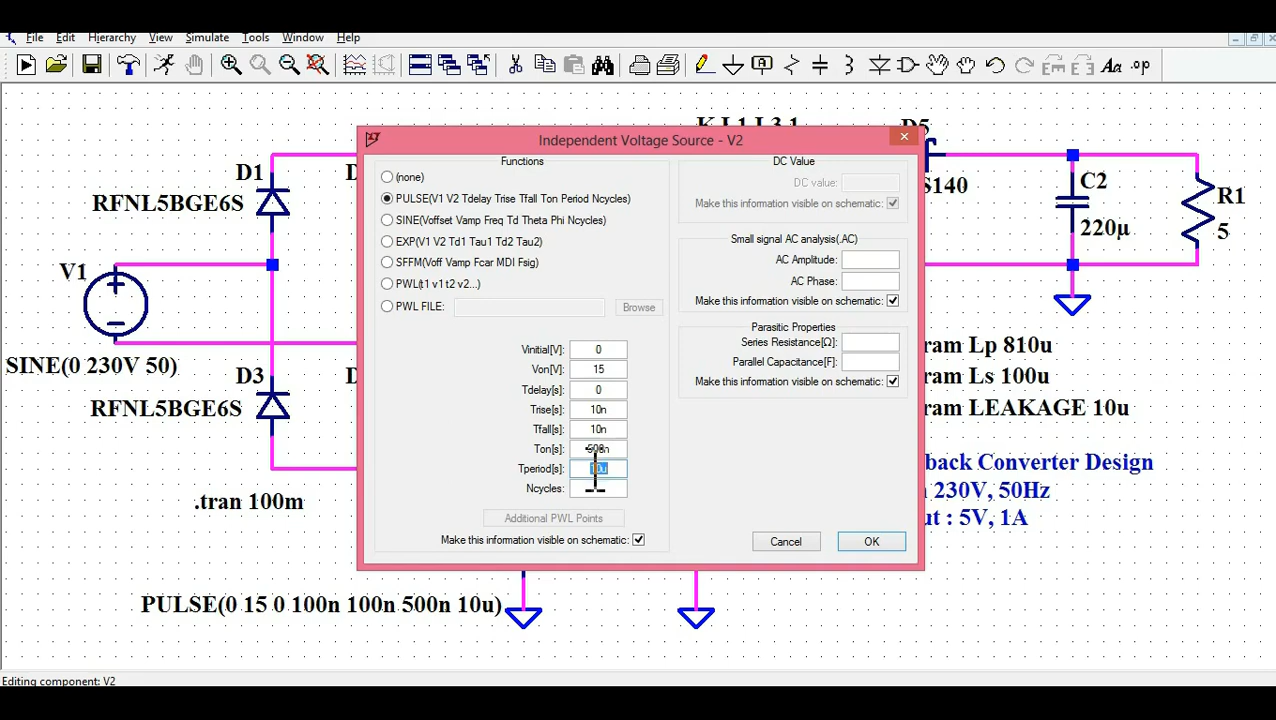 File Edit Hierarchy View Simulate Tools Window Help
Aa .op
Independent Voltage Source - V2
Functions
(none)
PULSE(V1 V2 Tdelay Trise Tfall Ton Period Ncycles)
SINE(Voffset Vamp Freq Td Theta Phi Ncycles)
EXP(V1 V2 Td1 Tau1 Td2 Tau2)
SFFM(Voff Vamp Fcar MDI Fsig)
PWL(t1 v1 t2 v2...)
PWL FILE: Browse
Vinitial[V]: 0
Von[V]: 15
Tdelay[s]: 0
Trise[s]: 10n
Tfall[s]: 10n
Ton[s]: 500n
Tperiod[s]: 10u
Ncycles:
Additional PWL Points
Make this information visible on schematic:
DC Value
DC value:
Make this information visible on schematic:
Small signal AC analysis(.AC)
AC Amplitude:
AC Phase:
Make this information visible on schematic:
Parasitic Properties
Series Resistance[Ω]:
Parallel Capacitance[F]:
Make this information visible on schematic:
Cancel OK
D1
RFNL5BGE6S
V1
SINE(0 230V 50)
D3
RFNL5BGE6S
.tran 100m
PULSE(0 15 0 100n 100n 500n 10u)
D5
S140
C2
220µ
R1
5
ram Lp 810u
ram Ls 100u
ram LEAKAGE 10u
back Converter Design
230V, 50Hz
ut : 5V, 1A
Editing component: V2